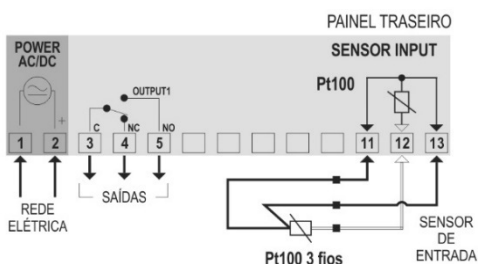 PAINEL TRASEIRO
POWER
AC/DC
SENSOR INPUT
Pt100
OUTPUT1
+
C
NC
NO
1
2
3
4
5
11
12
13
SAÍDAS
REDE
ELÉTRICA
SENSOR
DE
ENTRADA
Pt100 3 fios